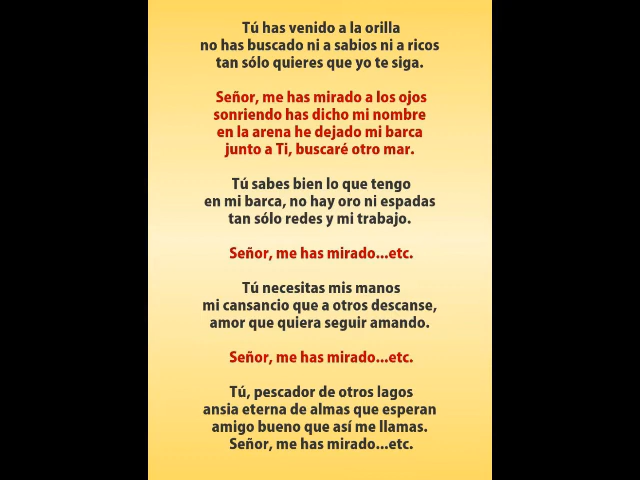 Tú has venido a la orilla
no has buscado ni a sabios ni a ricos
tan sólo quieres que yo te siga.
Señor, me has mirado a los ojos
sonriendo has dicho mi nombre
en la arena he dejado mi barca
junto a Ti, buscaré otro mar.
Tú sabes bien lo que tengo
en mi barca, no hay oro ni espadas
tan sólo redes y mi trabajo.
Señor, me has mirado...etc.
Tú necesitas mis manos
mi cansancio que a otros descanse,
amor que quiera seguir amando.
Señor, me has mirado...etc.
Tú, pescador de otros lagos
ansia eterna de almas que esperan
amigo bueno que así me llamas.
Señor, me has mirado...etc.